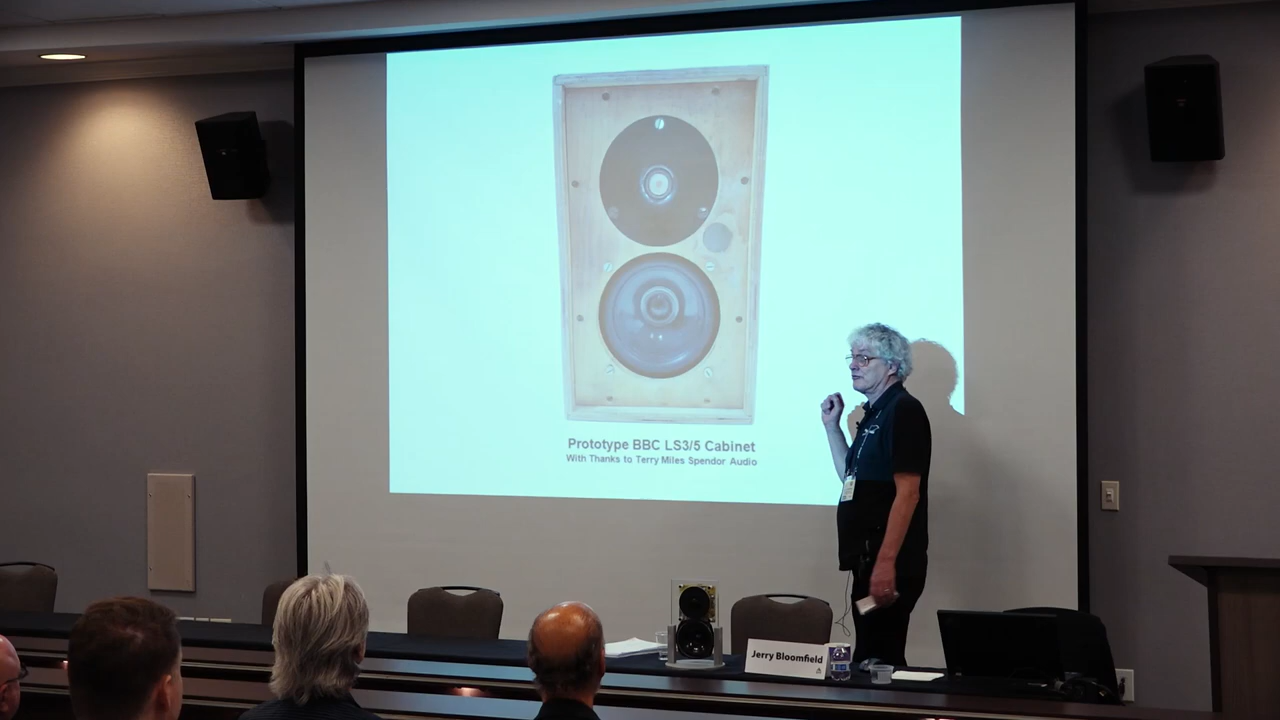 Prototype BBC LS3/5 Cabinet
With Thanks to Terry Miles Spendor Audio
Jerry Bloomfield